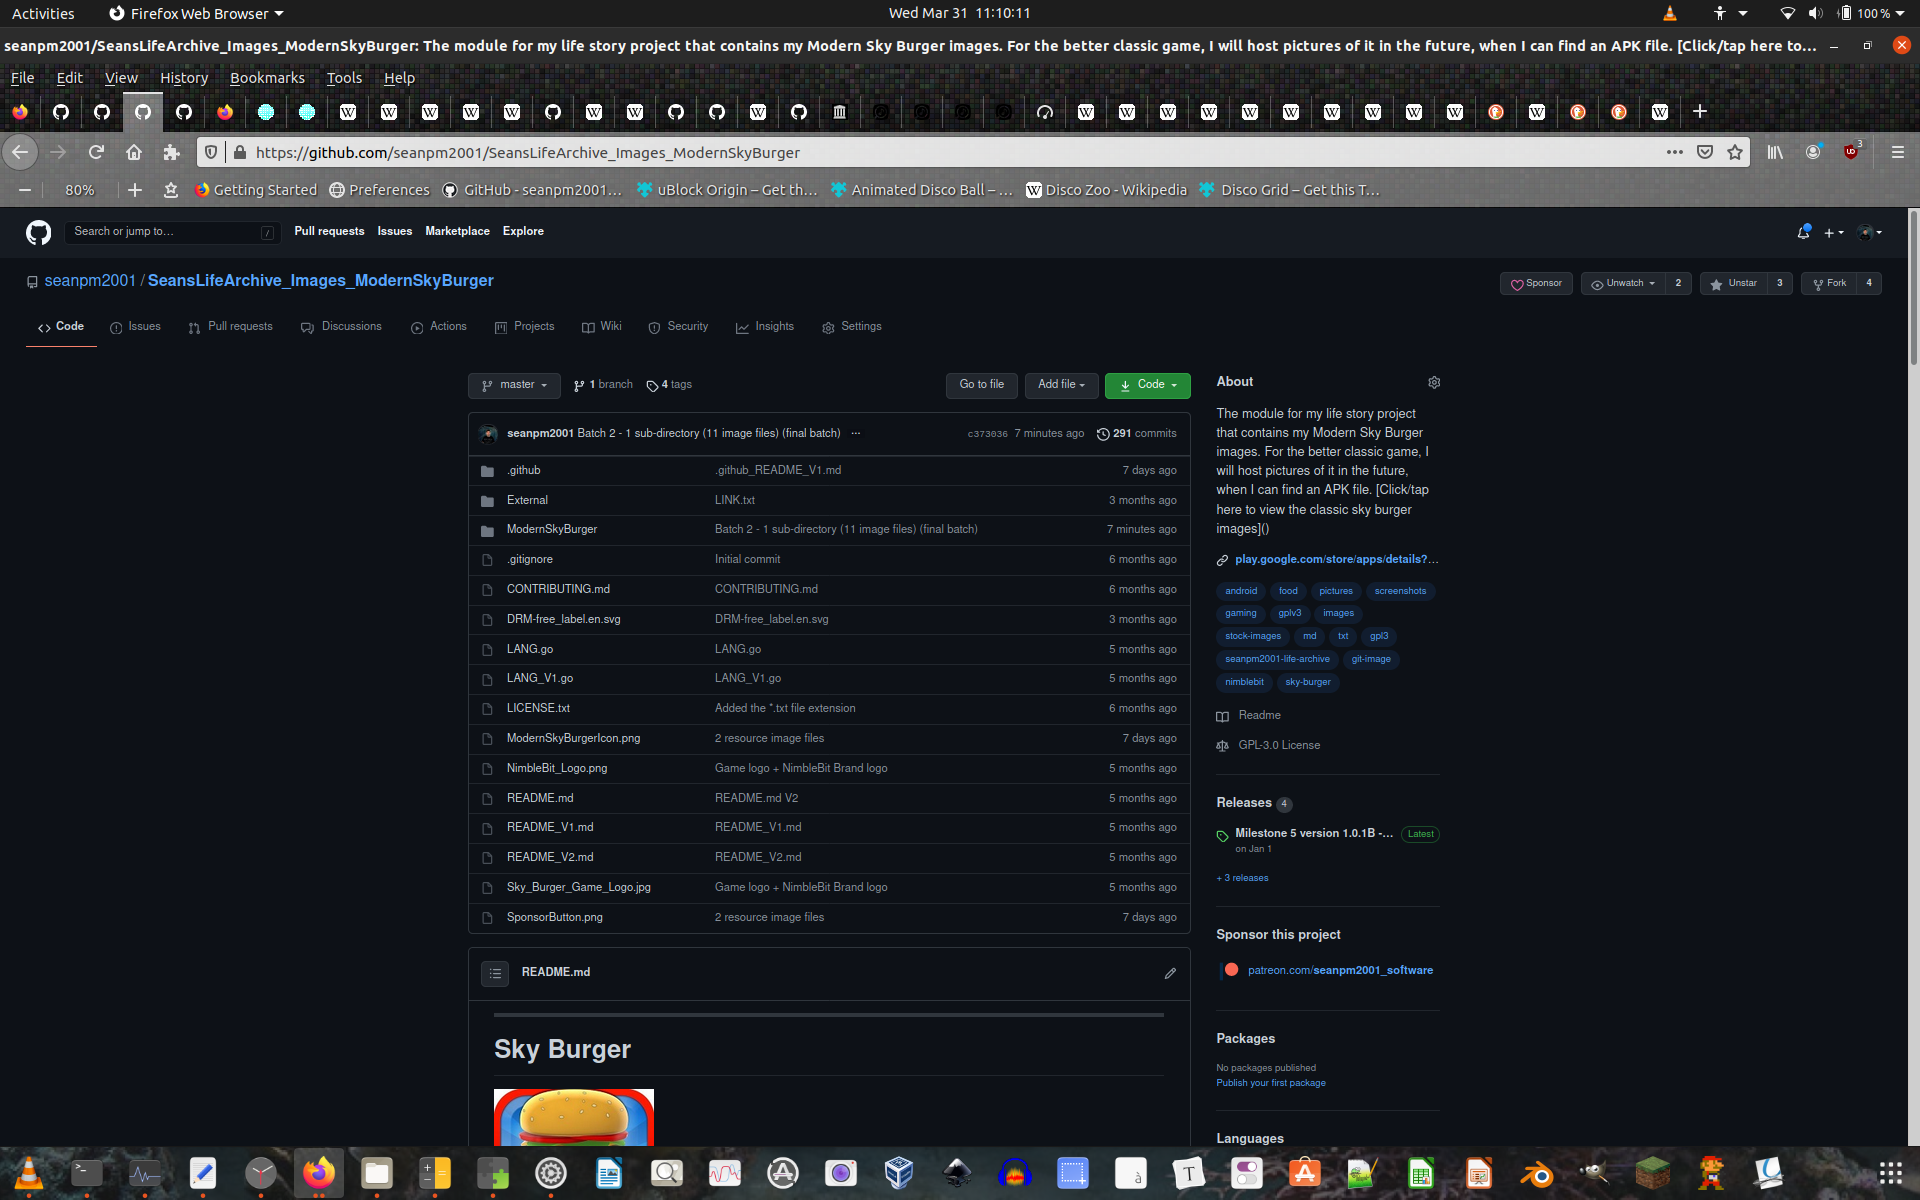 Activities
Firefox Web Browser
Wed Mar 31 11:10:11
100 %
seanpm2001/SeansLifeArchive_Images_ModernSkyBurger: The module for my life story project that contains my Modern Sky Burger images. For the better classic game, I will host pictures of it in the future, when I can find an APK file. [Click/tap here to...
File Edit View History Bookmarks Tools Help
https://github.com/seanpm2001/SeansLifeArchive_Images_ModernSkyBurger
3
80%
Getting Started
Preferences
GitHub - seanpm2001...
uBlock Origin – Get th...
Animated Disco Ball – ...
Disco Zoo - Wikipedia
Disco Grid – Get this T...
Search or jump to...
/
Pull requests
Issues
Marketplace
Explore
seanpm2001 / SeansLifeArchive_Images_ModernSkyBurger
Sponsor
Unwatch 2
Unstar 3
Fork 4
Code
Issues
Pull requests
Discussions
Actions
Projects
Wiki
Security
Insights
Settings
master
1 branch
4 tags
Go to file
Add file
Code
seanpm2001 Batch 2 - 1 sub-directory (11 image files) (final batch) ... c373036 7 minutes ago 291 commits
.github .github_README_V1.md 7 days ago
External LINK.txt 3 months ago
ModernSkyBurger Batch 2 - 1 sub-directory (11 image files) (final batch) 7 minutes ago
.gitignore Initial commit 6 months ago
CONTRIBUTING.md CONTRIBUTING.md 6 months ago
DRM-free_label.en.svg DRM-free_label.en.svg 3 months ago
LANG.go LANG.go 5 months ago
LANG_V1.go LANG_V1.go 5 months ago
LICENSE.txt Added the *.txt file extension 6 months ago
ModernSkyBurgerIcon.png 2 resource image files 7 days ago
NimbleBit_Logo.png Game logo + NimbleBit Brand logo 5 months ago
README.md README.md V2 5 months ago
README_V1.md README_V1.md 5 months ago
README_V2.md README_V2.md 5 months ago
Sky_Burger_Game_Logo.jpg Game logo + NimbleBit Brand logo 5 months ago
SponsorButton.png 2 resource image files 7 days ago
README.md
Sky Burger
About
The module for my life story project
that contains my Modern Sky Burger
images. For the better classic game, I
will host pictures of it in the future,
when I can find an APK file. [Click/tap
here to view the classic sky burger
images]()
play.google.com/store/apps/details?...
android food pictures screenshots
gaming gplv3 images
stock-images md txt gpl3
seanpm2001-life-archive git-image
nimblebit sky-burger
Readme
GPL-3.0 License
Releases 4
Milestone 5 version 1.0.1B -... Latest
on Jan 1
+ 3 releases
Sponsor this project
patreon.com/seanpm2001_software
Packages
No packages published
Publish your first package
Languages